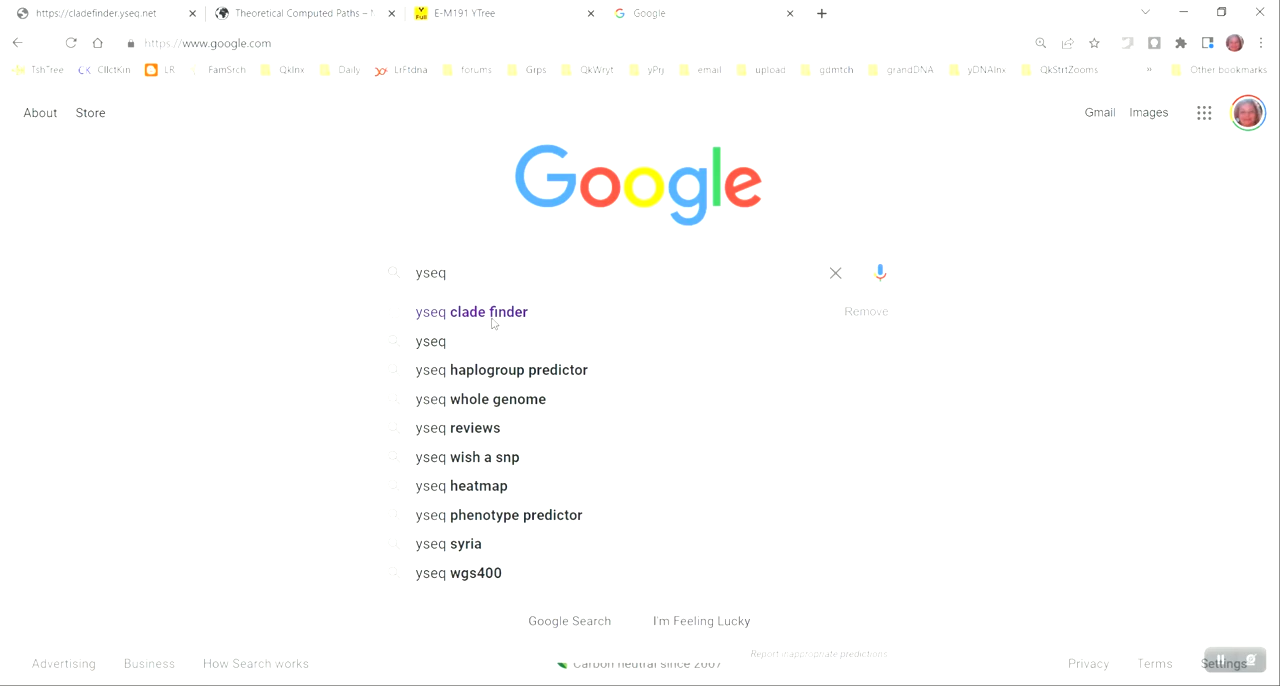 https://cladefinder.yseq.net Theoretical Computed Paths – E-M191 YTree Google
https://www.google.com
TshTree CllctKin LR FamSrch QkInx Daily LrFtdna forums Grps QkWryt yPrj email upload gdmtch grandDNA yDNAInx QkStrtZooms » Other bookmarks
About Store Gmail Images
Google
yseq
yseq clade finder Remove
yseq
yseq haplogroup predictor
yseq whole genome
yseq reviews
yseq wish a snp
yseq heatmap
yseq phenotype predictor
yseq syria
yseq wgs400
Google Search I'm Feeling Lucky
Report inappropriate predictions
Advertising Business How Search works Carbon neutral since 2007 Privacy Terms Settings